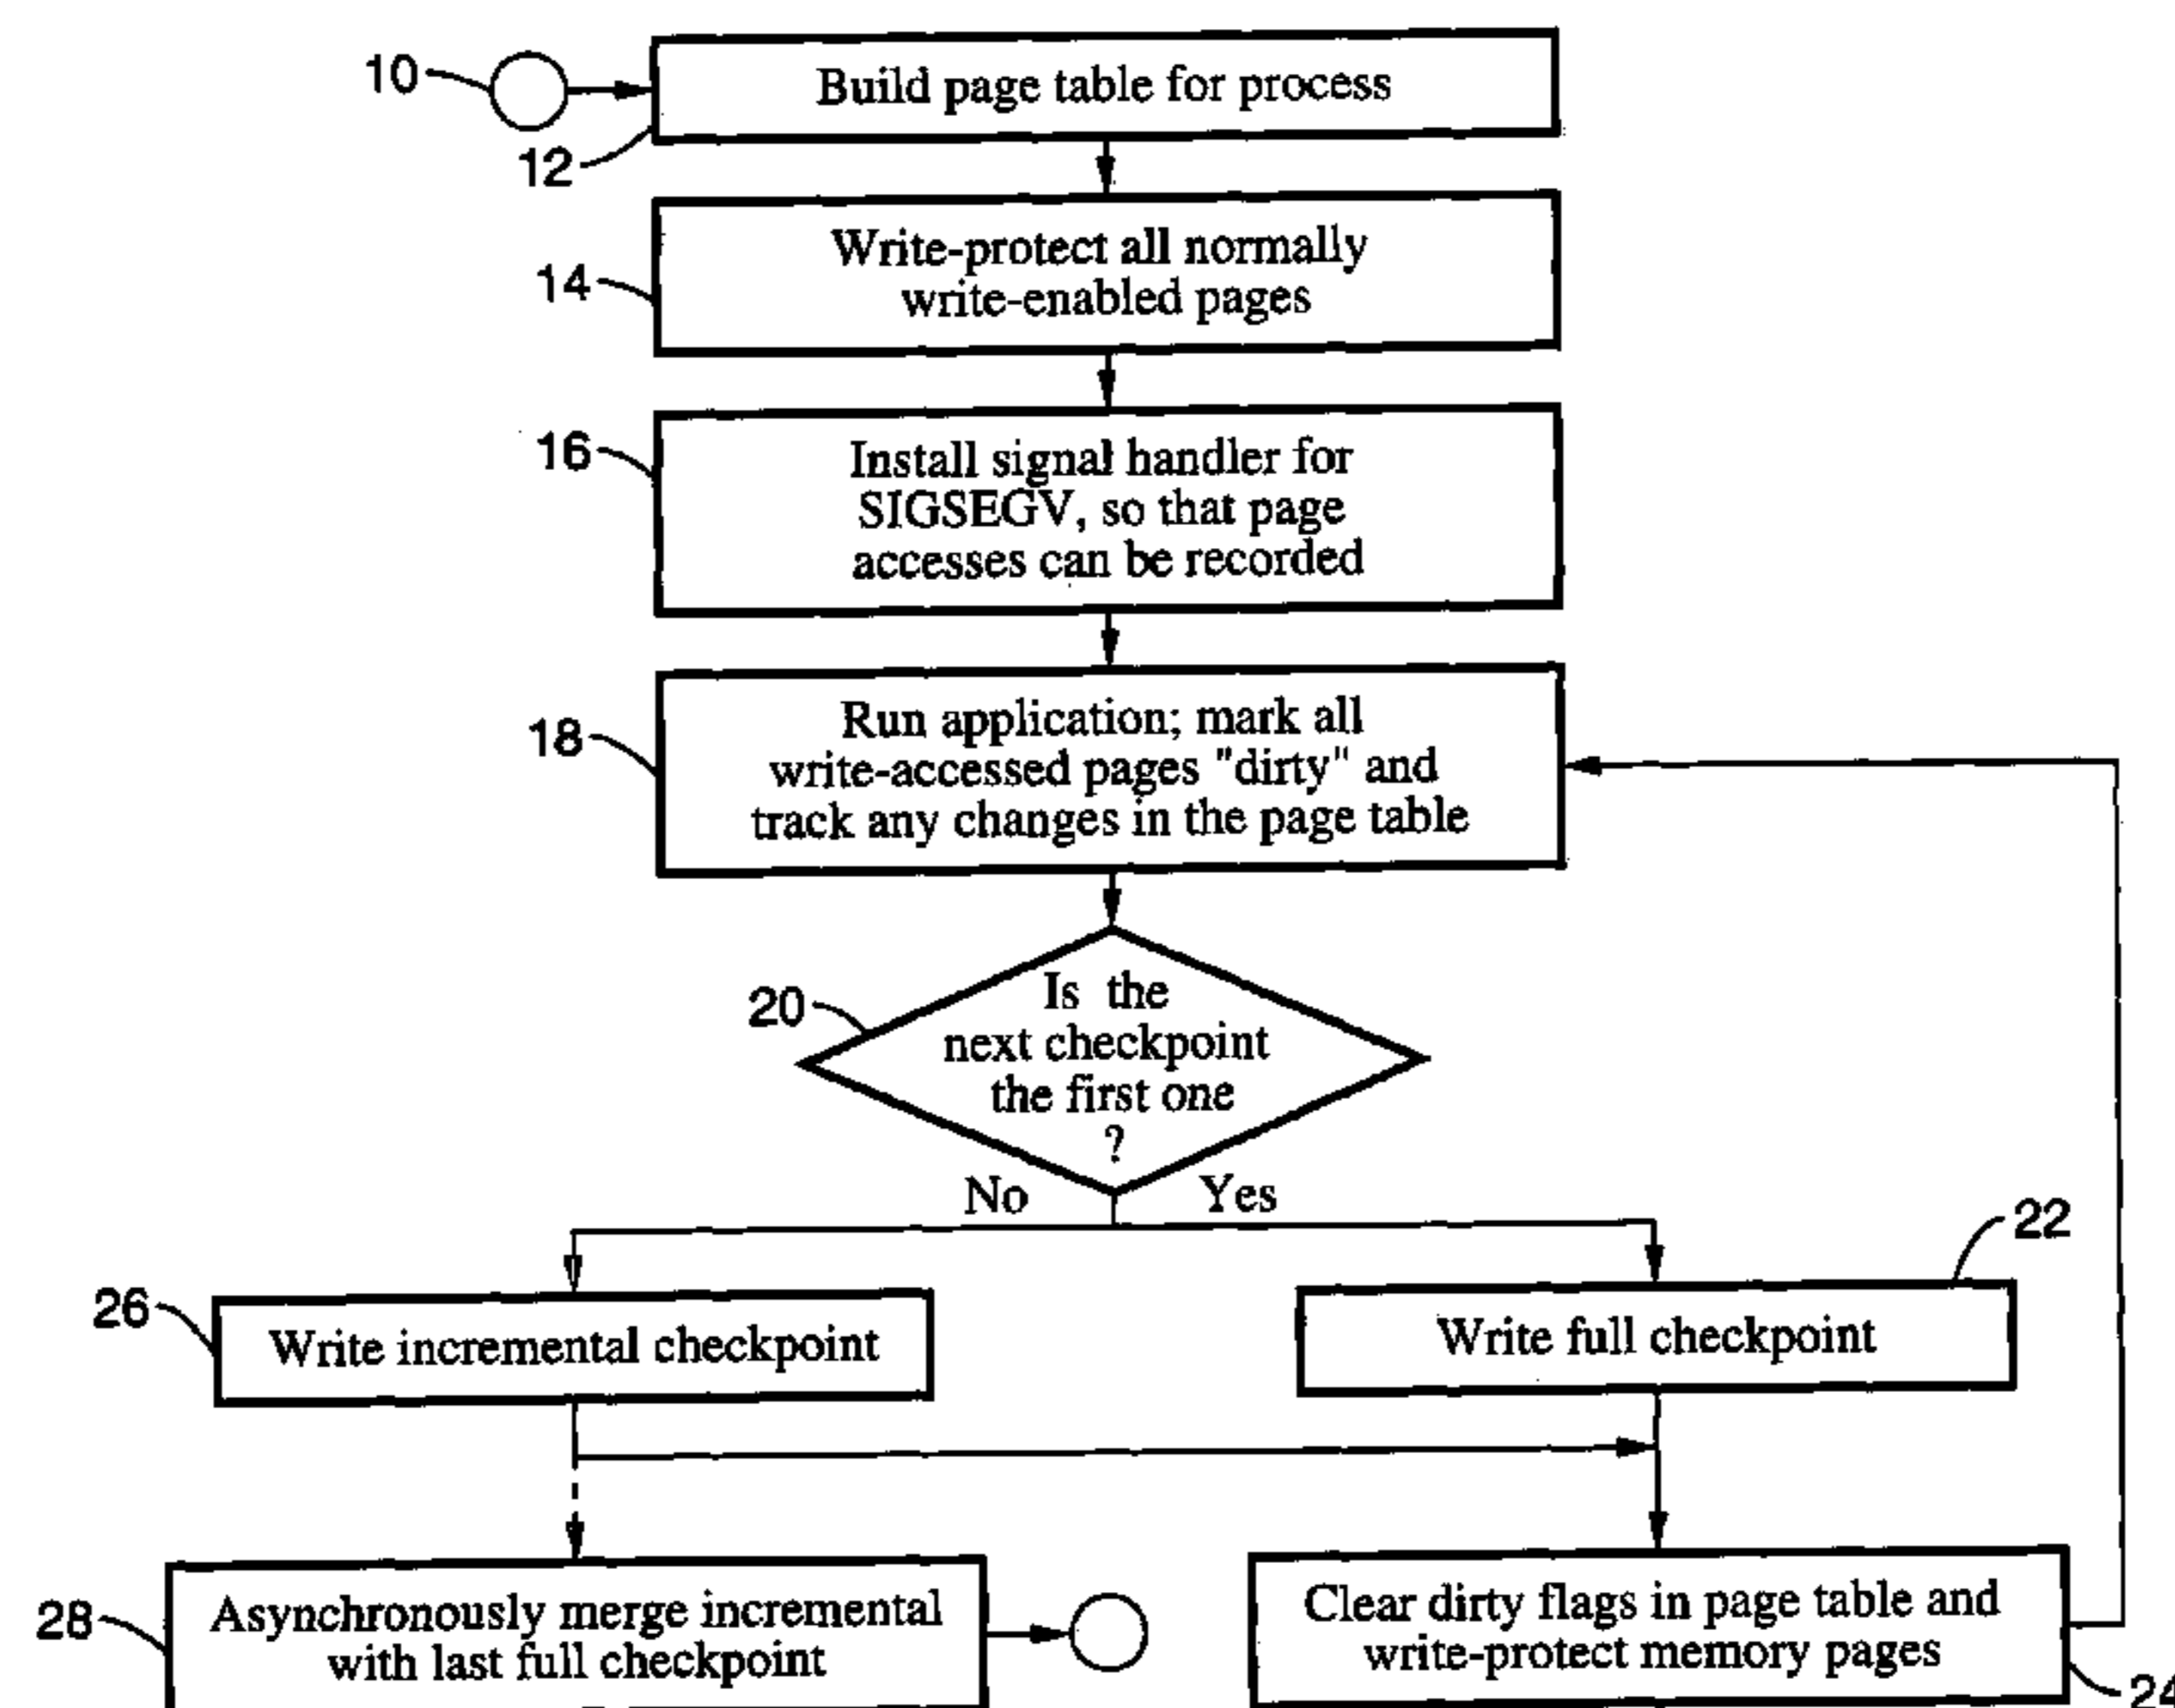 10
Build page table for process
12
Write-protect all normally
write-enabled pages
14
16
Install signal handler for
SIGSEGV, so that page
accesses can be recorded
18
Run application; mark all
write-accessed pages "dirty" and
track any changes in the page table
20
Is the
next checkpoint
the first one
?
No
Yes
22
26
Write incremental checkpoint
Write full checkpoint
28
Asynchronously merge incremental
with last full checkpoint
Clear dirty flags in page table and
write-protect memory pages
24